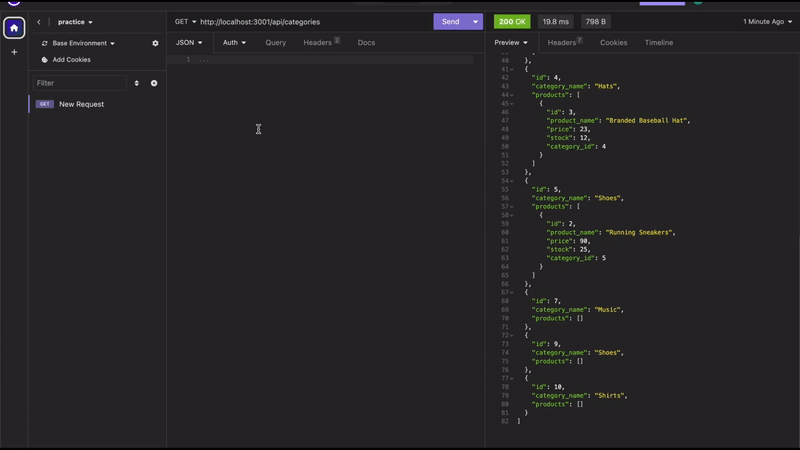 practice
Base Environment
Add Cookies
Filter
GET New Request
GET http://localhost:3001/api/categories Send
JSON Auth Query Headers 2 Docs
1 ...
200 OK 19.8 ms 798 B 1 Minute Ago
Preview Headers 7 Cookies Timeline
40 },
41 {
42 "id": 4,
43 "category_name": "Hats",
44 "products": [
45 {
46 "id": 3,
47 "product_name": "Branded Baseball Hat",
48 "price": 23,
49 "stock": 12,
50 "category_id": 4
51 }
52 ]
53 },
54 {
55 "id": 5,
56 "category_name": "Shoes",
57 "products": [
58 {
59 "id": 2,
60 "product_name": "Running Sneakers",
61 "price": 90,
62 "stock": 25,
63 "category_id": 5
64 }
65 ]
66 },
67 {
68 "id": 7,
69 "category_name": "Music",
70 "products": []
71 },
72 {
73 "id": 9,
74 "category_name": "Shoes",
75 "products": []
76 },
77 {
78 "id": 10,
79 "category_name": "Shirts",
80 "products": []
81 }
82 ]